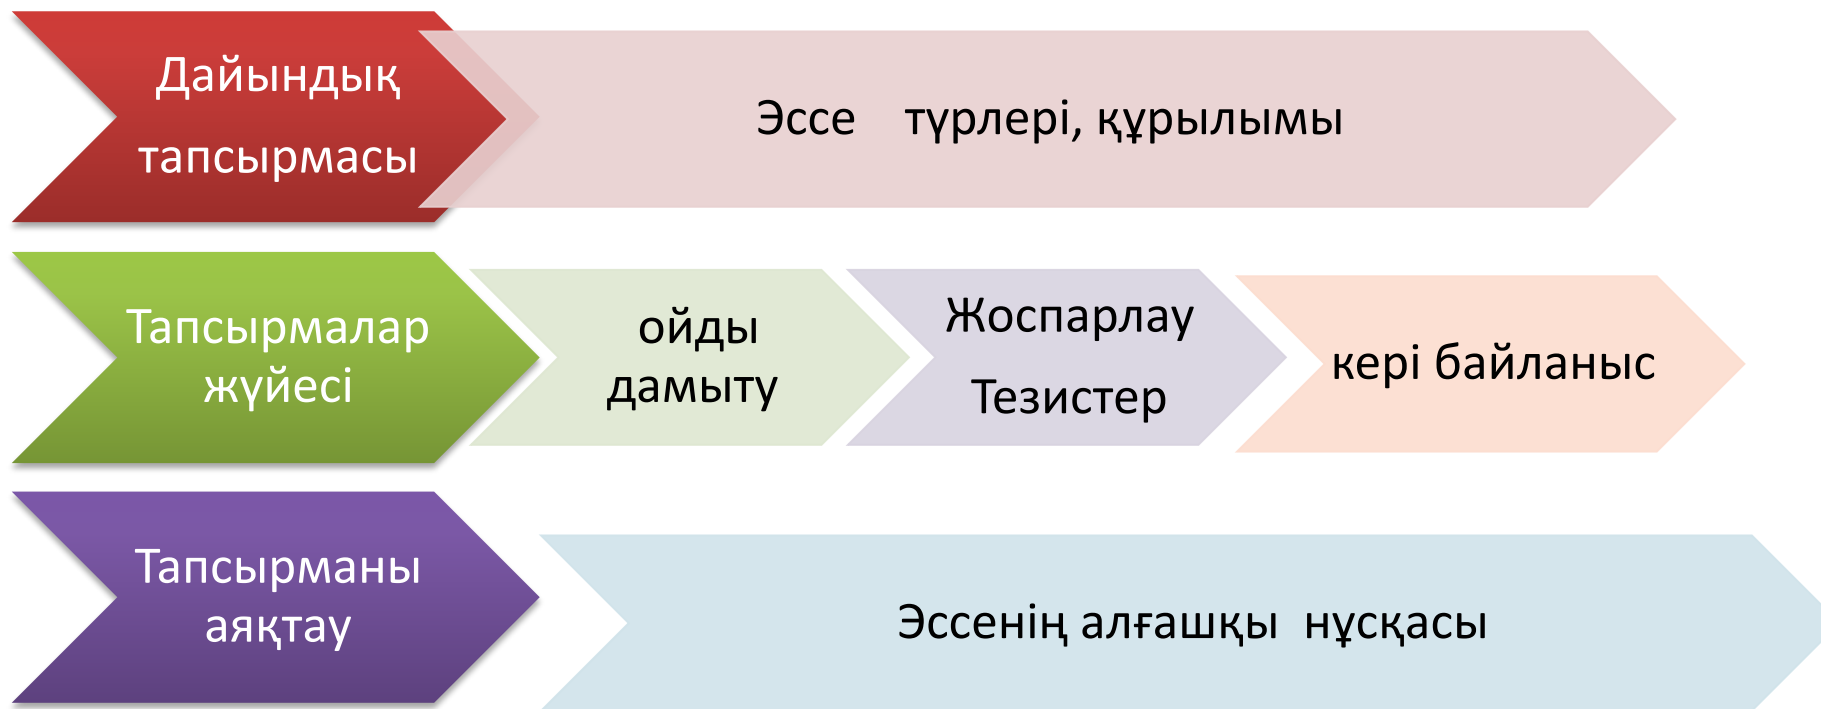 Дайындық
тапсырмасы
Эссе түрлері, құрылымы
Тапсырмалар
жүйесі
ойды
дамыту
Жоспарлау
Тезистер
кері байланыс
Тапсырманы
аяқтау
Эссенің алғашқы нұсқасы